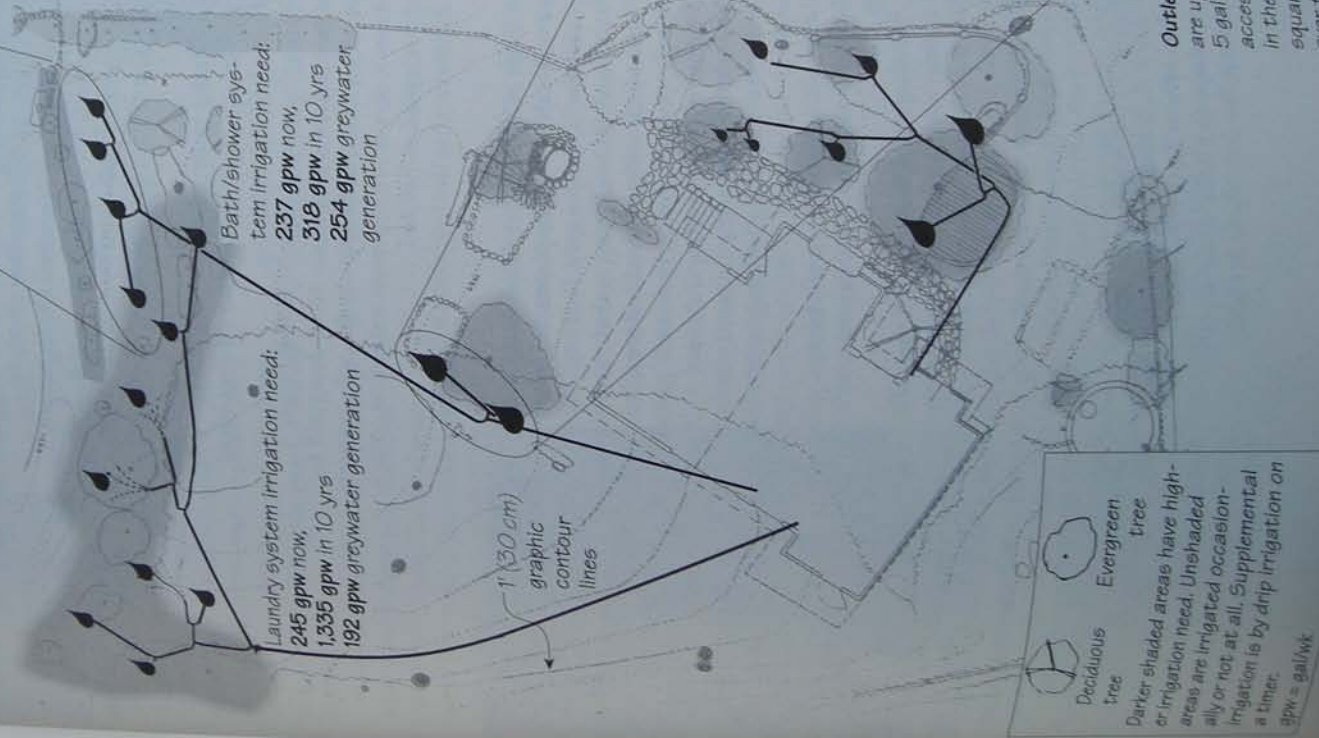 Bath/shower sys-
tem irrigation need:
237 gpw now,
318 gpw in 10 yrs
254 gpw greywater
generation
Laundry system irrigation need:
245 gpw now,
1,335 gpw in 10 yrs
192 gpw greywater generation
1' (30 cm)
graphic
contour
lines
Deciduous
tree
Evergreen
tree
Darker shaded areas have high-
er irrigation need. Unshaded
areas are irrigated occasion-
ally or not at all. Supplemental
irrigation is by drip irrigation on
a timer.
gpw = gal/wk
Outle
are u
5 gal
acces
in the
squar